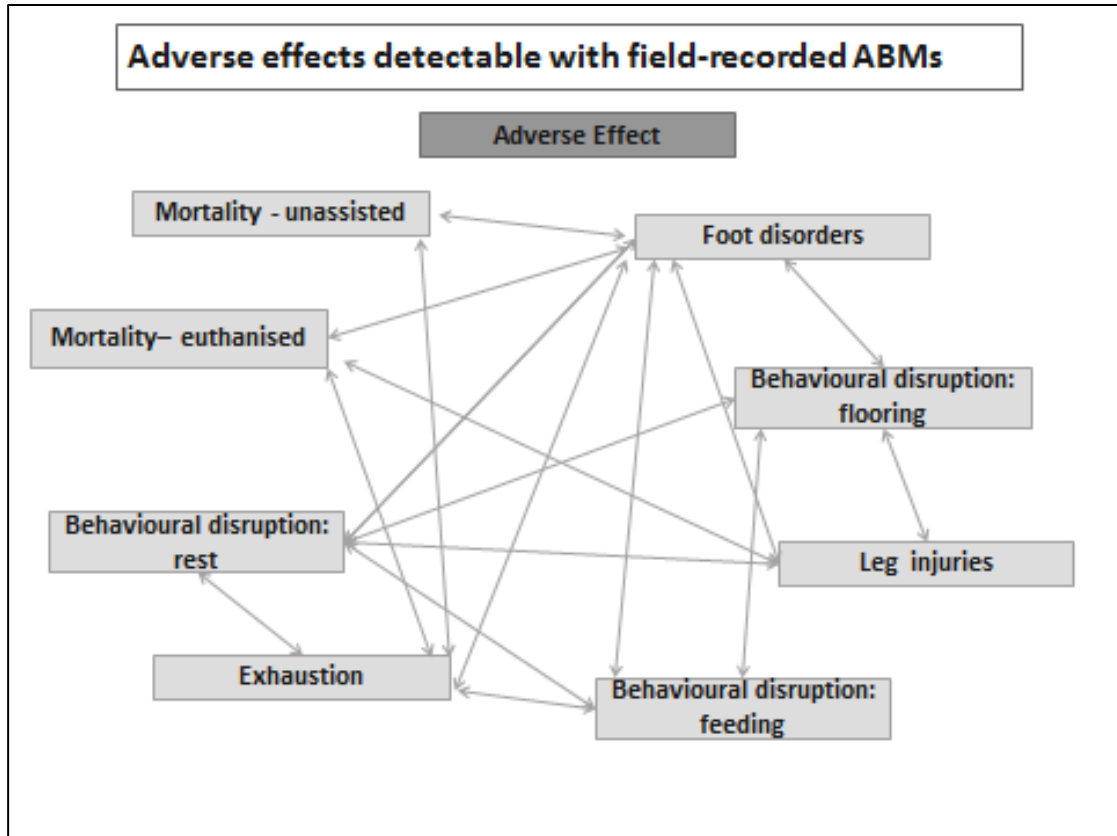 Adverse effects detectable with field-recorded ABMs
Adverse Effect
Mortality - unassisted
Foot disorders
Mortality– euthanised
Behavioural disruption:
flooring
Behavioural disruption:
rest
Leg injuries
Exhaustion
Behavioural disruption:
feeding